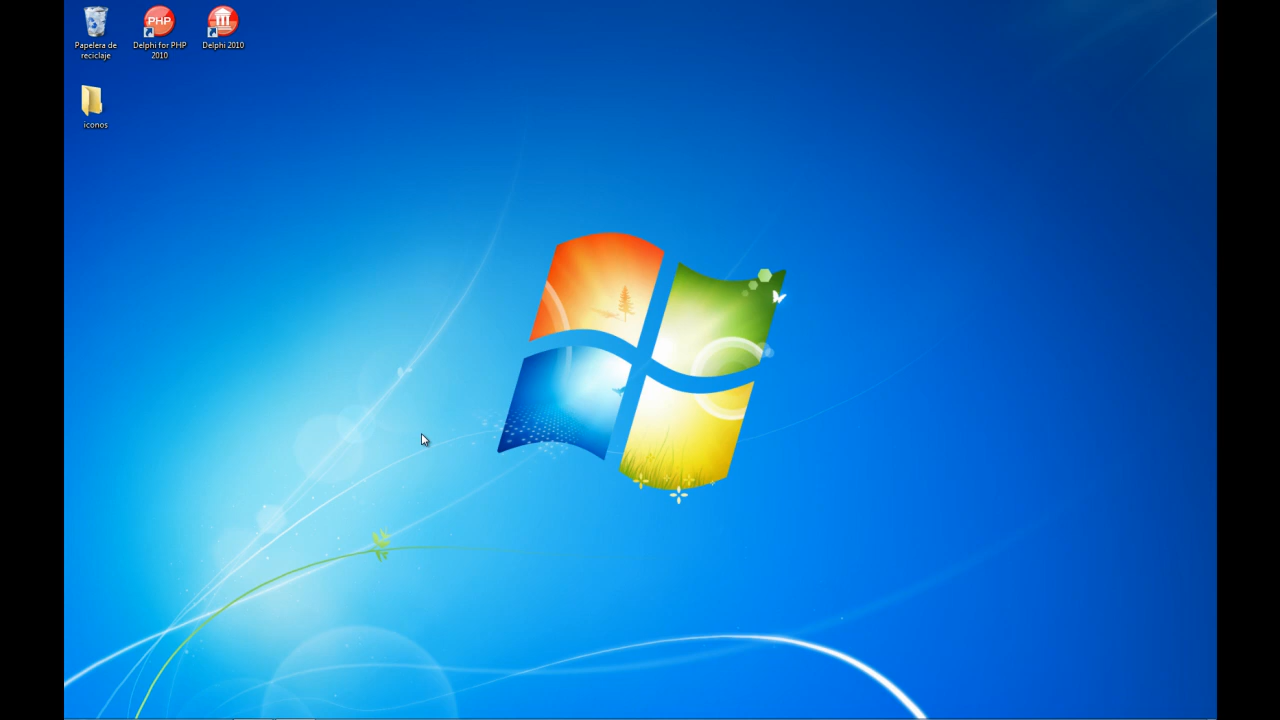 PHP
Papelera de
reciclaje
Delphi for PHP
2010
Delphi 2010
iconos